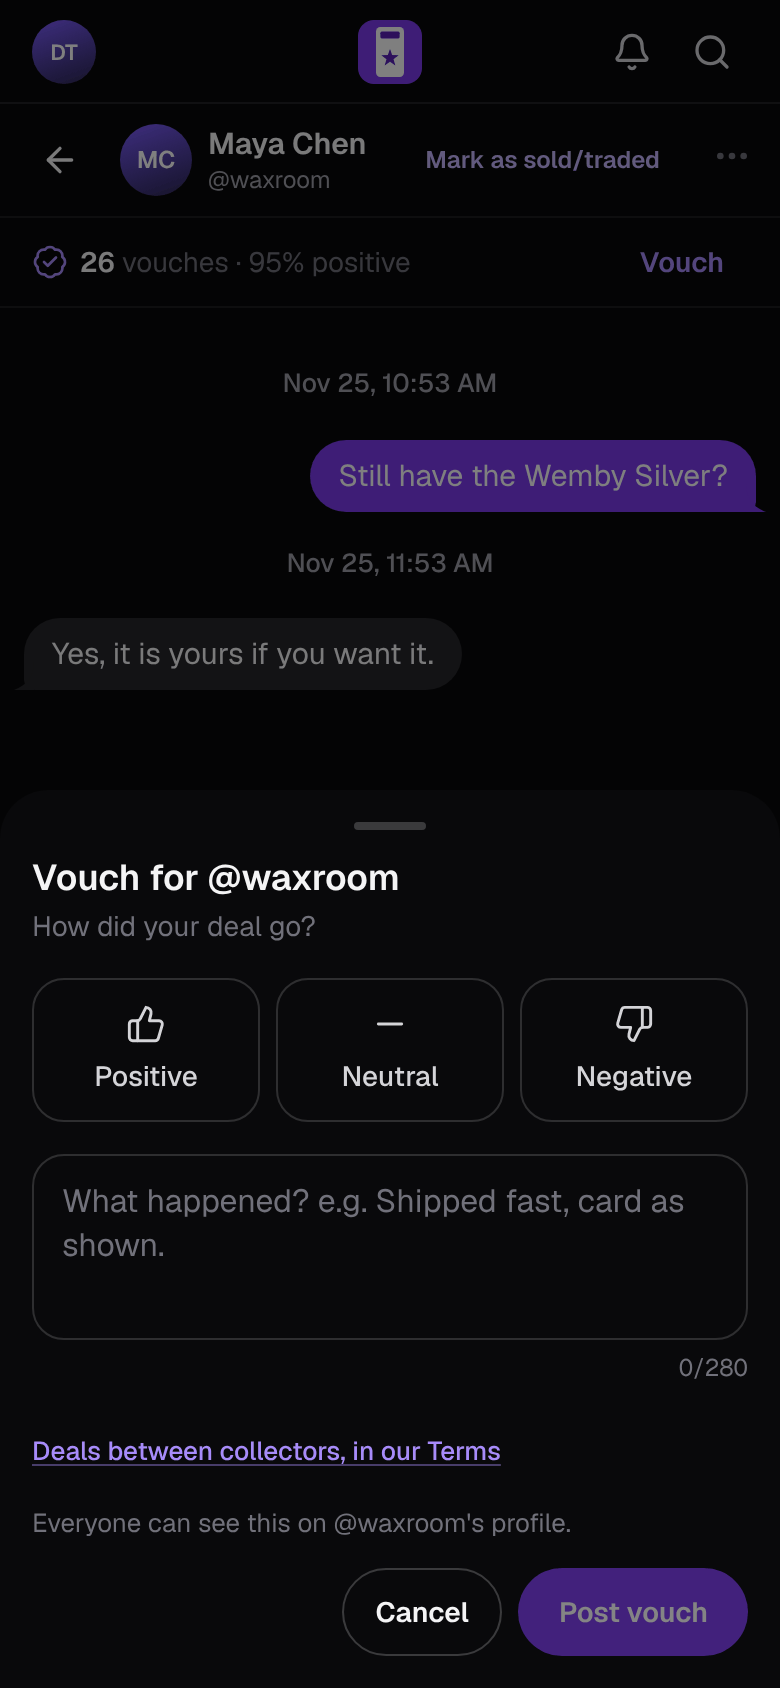 DT
MC
Maya Chen
@waxroom
Mark as sold/traded
26 vouches · 95% positive
Vouch
Nov 25, 10:53 AM
Still have the Wemby Silver?
Nov 25, 11:53 AM
Yes, it is yours if you want it.
Vouch for @waxroom
How did your deal go?
Positive
Neutral
Negative
What happened? e.g. Shipped fast, card as
shown.
0/280
Deals between collectors, in our Terms
Everyone can see this on @waxroom's profile.
Cancel
Post vouch